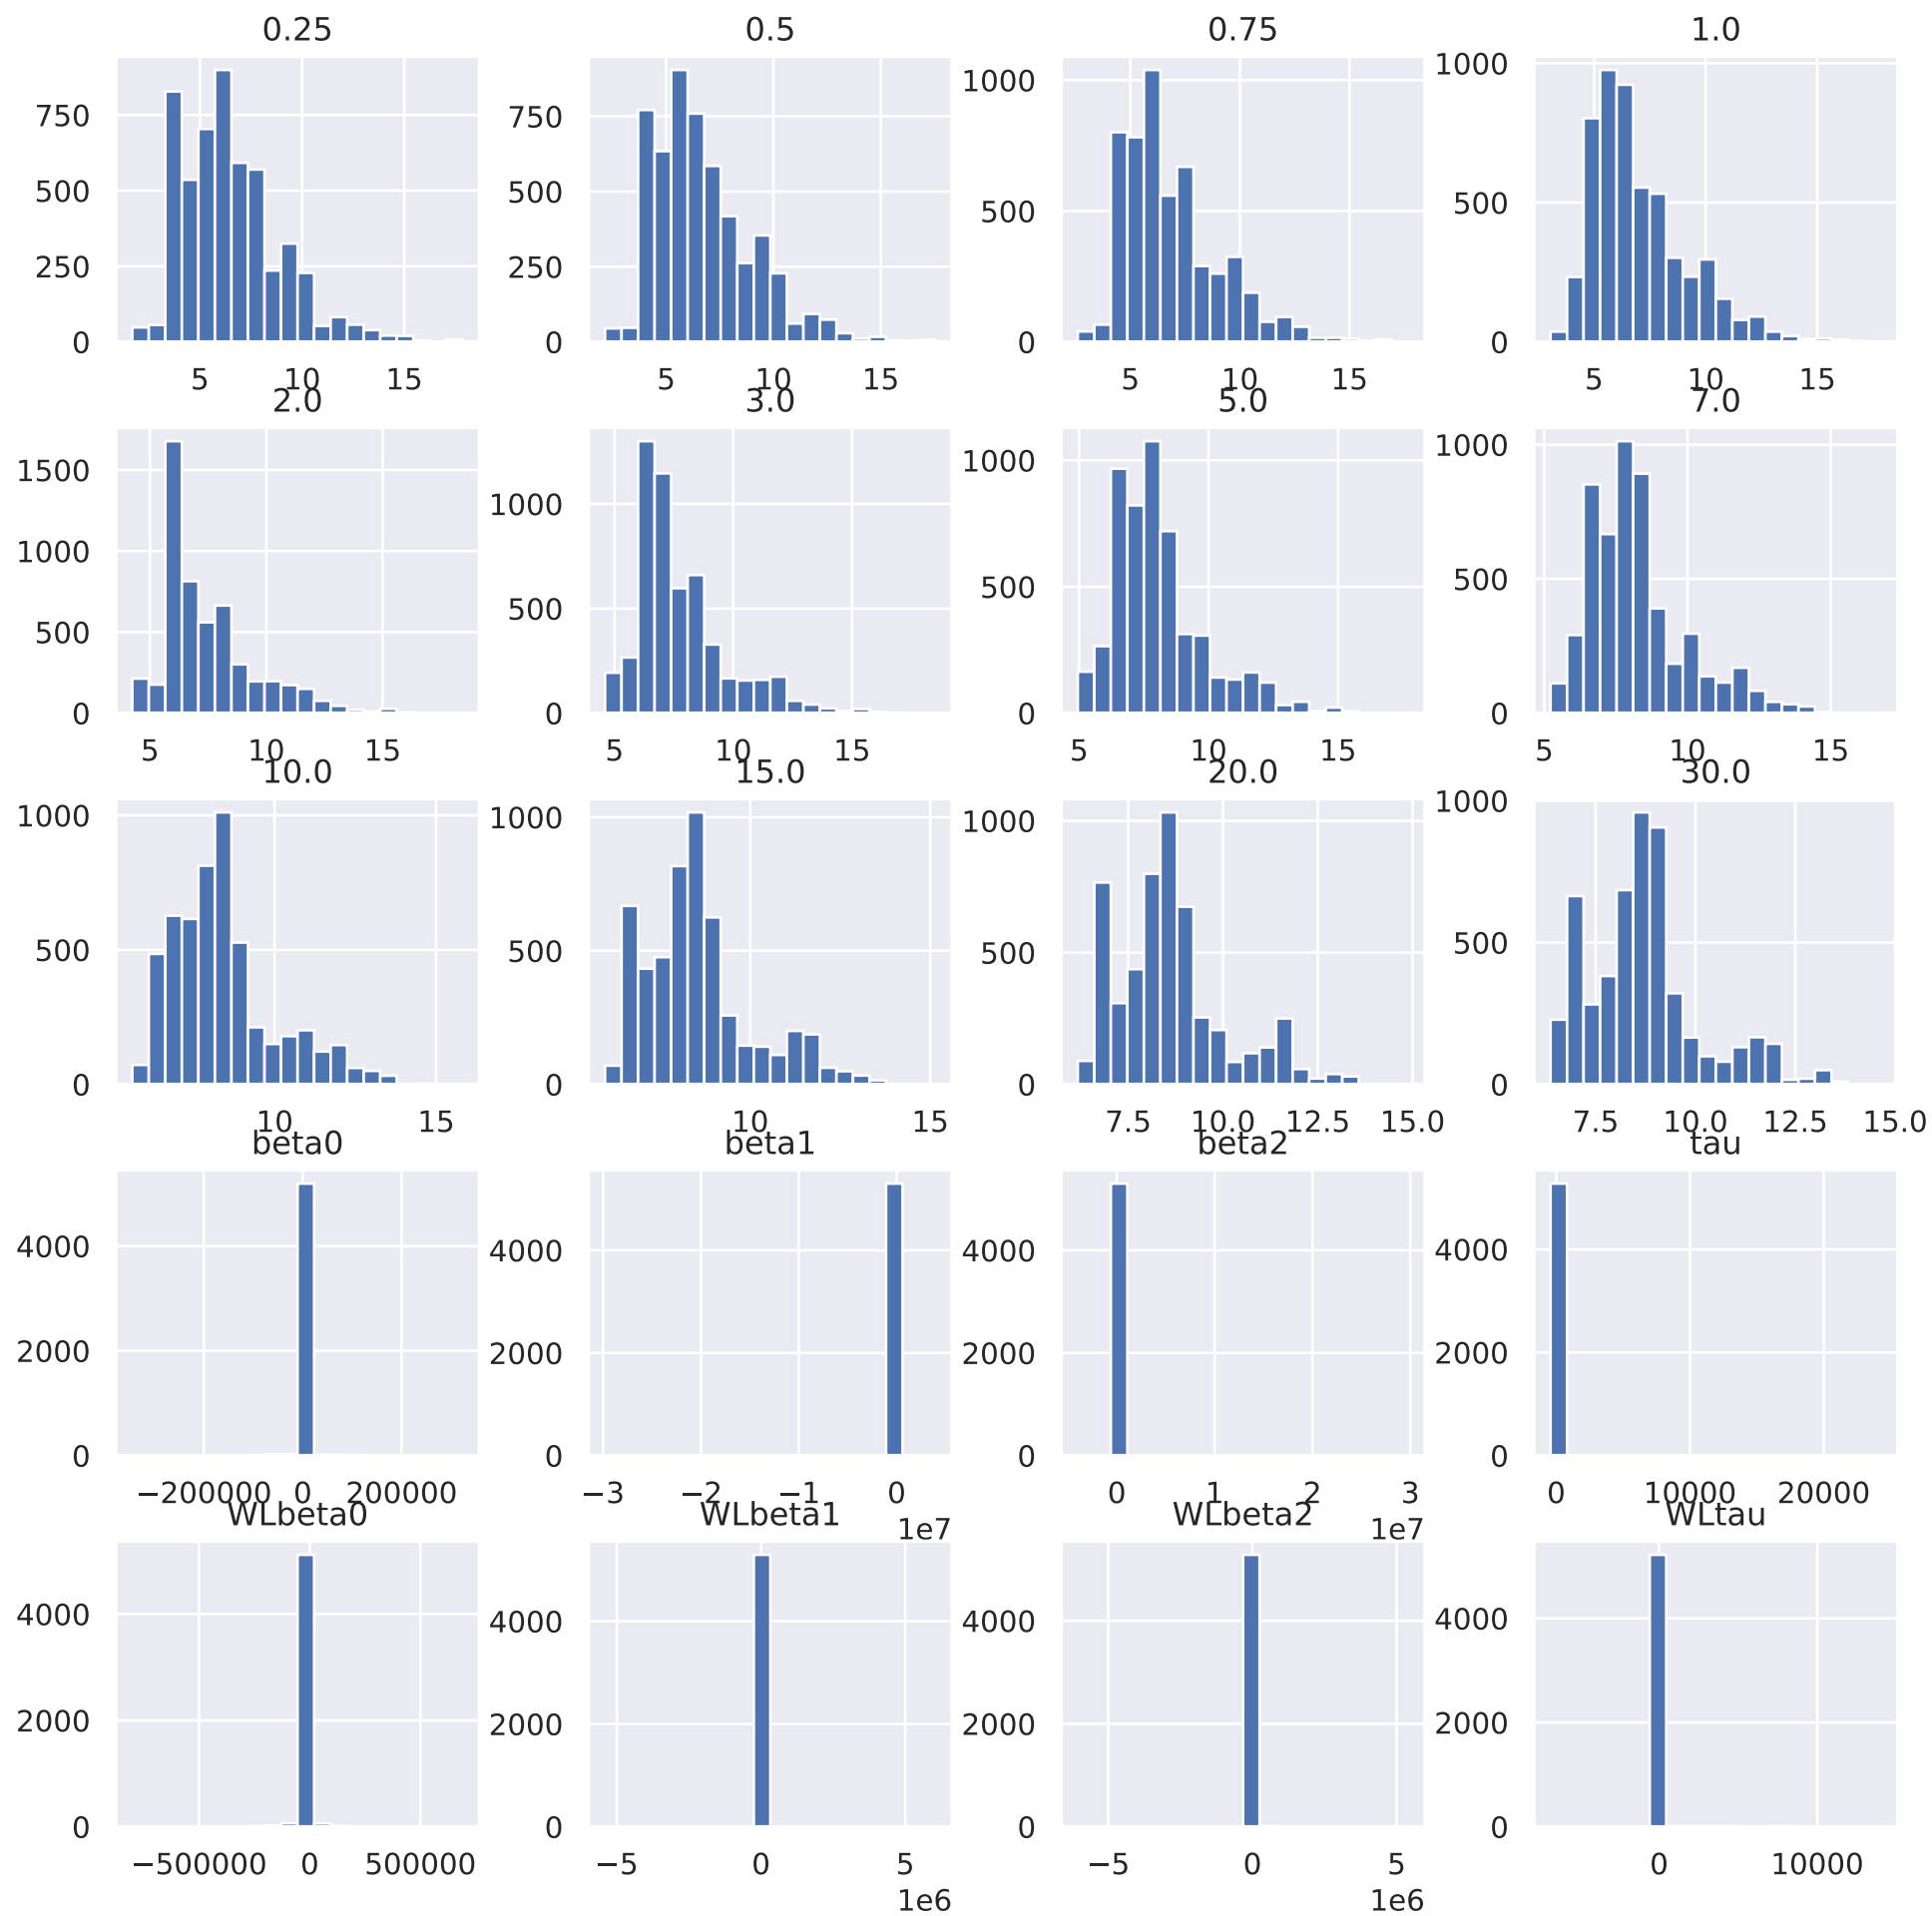 0.25 0.5 0.75 1.0
750 500 250 0
750 500 250 0
1000 500 0
1000 500 0
5 10 15
5 10 15
5 10 15
5 10 15
2.0 3.0 5.0 7.0
1500 1000 500 0
1000 500 0
1000 500 0
1000 500 0
5 10 15
5 10 15
5 10 15
5 10 15
10.0 15.0 20.0 30.0
1000 500 0
1000 500 0
1000 500 0
1000 500 0
10 15
10 15
7.5 10.0 12.5 15.0
7.5 10.0 12.5 15.0
beta0 beta1 beta2 tau
4000 2000 0
4000 2000 0
4000 2000 0
4000 2000 0
−200000 0 200000
−3 −2 −1 0
1e7
0 1 2 3
1e7
0 10000 20000
WLbeta0 WLbeta1 WLbeta2 WLtau
4000 2000 0
4000 2000 0
4000 2000 0
4000 2000 0
−500000 0 500000
−5 0 5
1e6
−5 0 5
1e6
0 10000